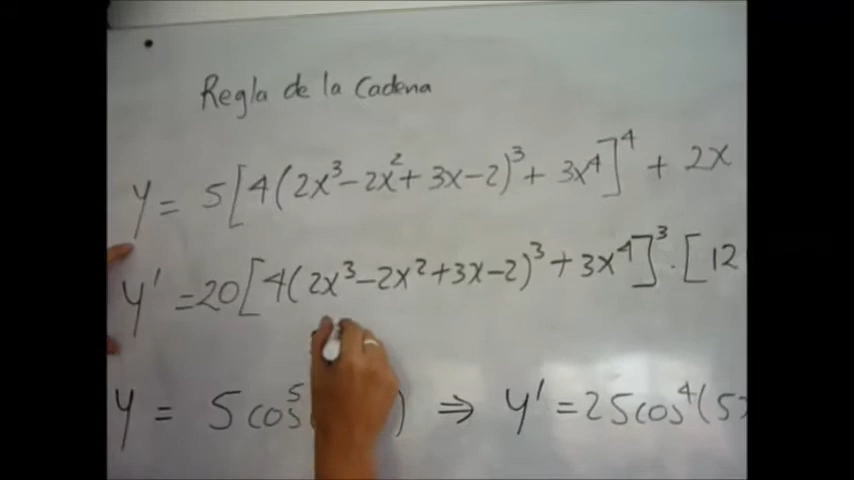 Regla de la Cadena
y = 5[4(2x³-2x²+3x-2)³+ 3x⁴]⁴ + 2x
y' =20[4(2x³-2x²+3x-2)³+3x⁴]³·[12
y = 5cos⁵ ) ⇒ y'=25cos⁴(5